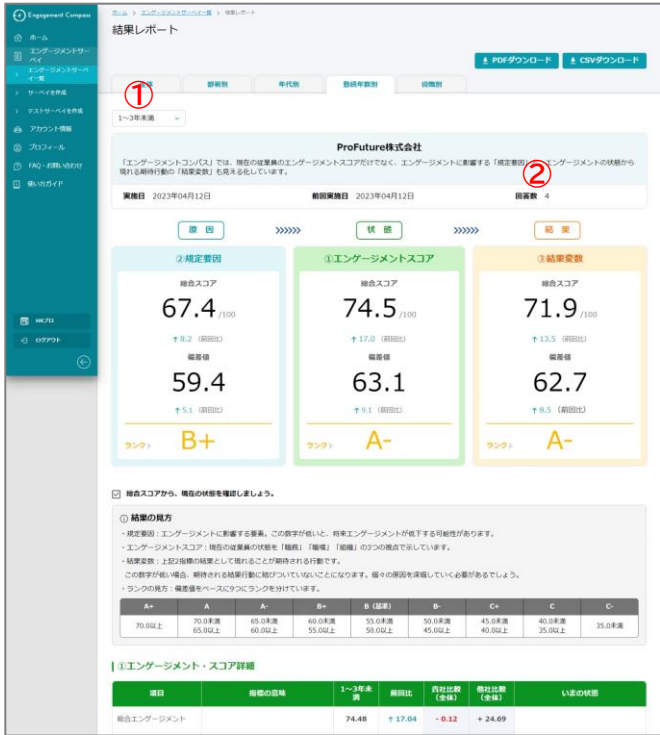 Engagement Compass
ホーム
エンゲージメントサーベイ
エンゲージメントサーベイ一覧
サーベイを作成
テストサーベイを作成
アカウント情報
プロフィール
FAQ・お問い合わせ
使い方ガイド
HRプロ
ログアウト
ホーム > エンゲージメントサーベイ一覧 > 結果レポート
結果レポート
PDFダウンロード CSVダウンロード
全体 部署別 年代別 勤続年数別 役職別
①
1～3年未満
ProFuture株式会社
「エンゲージメントコンパス」では、現在の従業員のエンゲージメントスコアだけでなく、エンゲージメントに影響する「規定要因」と、エンゲージメントの状態から
現れる期待行動の「結果変数」も見える化しています。
②
実施日 2023年04月12日 前回実施日 2023年04月12日 回答数 4
原因 >>>>> 状態 >>>>> 結果
②規定要因 ①エンゲージメントスコア ③結果変数
総合スコア 総合スコア 総合スコア
67.4 /100 74.5 /100 71.9 /100
↑ 8.2 (前回比) ↑ 17.0 (前回比) ↑ 13.5 (前回比)
偏差値 偏差値 偏差値
59.4 63.1 62.7
↑ 5.1 (前回比) ↑ 9.1 (前回比) ↑ 8.5 (前回比)
ランク B+ ランク A- ランク A-
総合スコアから、現在の状態を確認しましょう。
結果の見方
・規定要因：エンゲージメントに影響する要素。この数字が低いと、将来エンゲージメントが低下する可能性があります。
・エンゲージメントスコア：現在の従業員の状態を「職務」「職場」「組織」の3つの視点で示しています。
・結果変数：上記2指標の結果として現れることが期待される行動です。
この数字が低い場合、期待される結果行動に結びついていないことになります。個々の原因を深堀していく必要があるでしょう。
・ランクの見方：偏差値をベースに9つにランクを分けています。
A+ A A- B+ B (基準) B- C+ C C-
70.0以上 70.0未満 65.0未満 60.0未満 55.0未満 50.0未満 45.0未満 40.0未満 35.0未満
65.0以上 60.0以上 55.0以上 50.0以上 45.0以上 40.0以上 35.0以上
①エンゲージメント・スコア詳細
項目 指標の意味 1～3年未満 前回比 貴社比較（全体） 他社比較（全体） いまの状態
総合エンゲージメント 74.48 ↑ 17.04 - 0.12 + 24.69